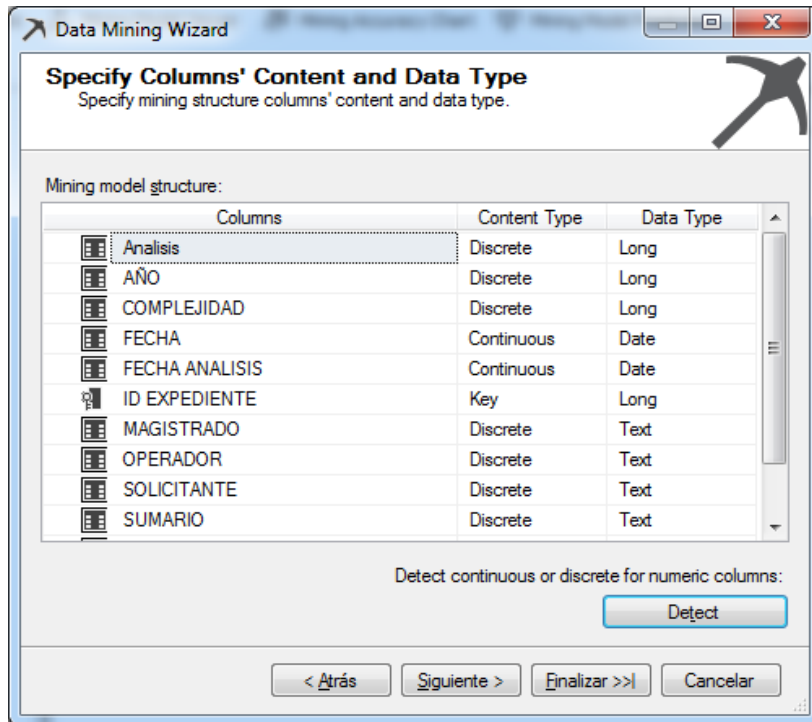 Data Mining Wizard
Specify Columns' Content and Data Type
Specify mining structure columns' content and data type.
Mining model structure:
Columns Content Type Data Type
Analisis Discrete Long
AÑO Discrete Long
COMPLEJIDAD Discrete Long
FECHA Continuous Date
FECHA ANALISIS Continuous Date
ID EXPEDIENTE Key Long
MAGISTRADO Discrete Text
OPERADOR Discrete Text
SOLICITANTE Discrete Text
SUMARIO Discrete Text
Detect continuous or discrete for numeric columns:
Detect
< Atrás Siguiente > Finalizar >>| Cancelar